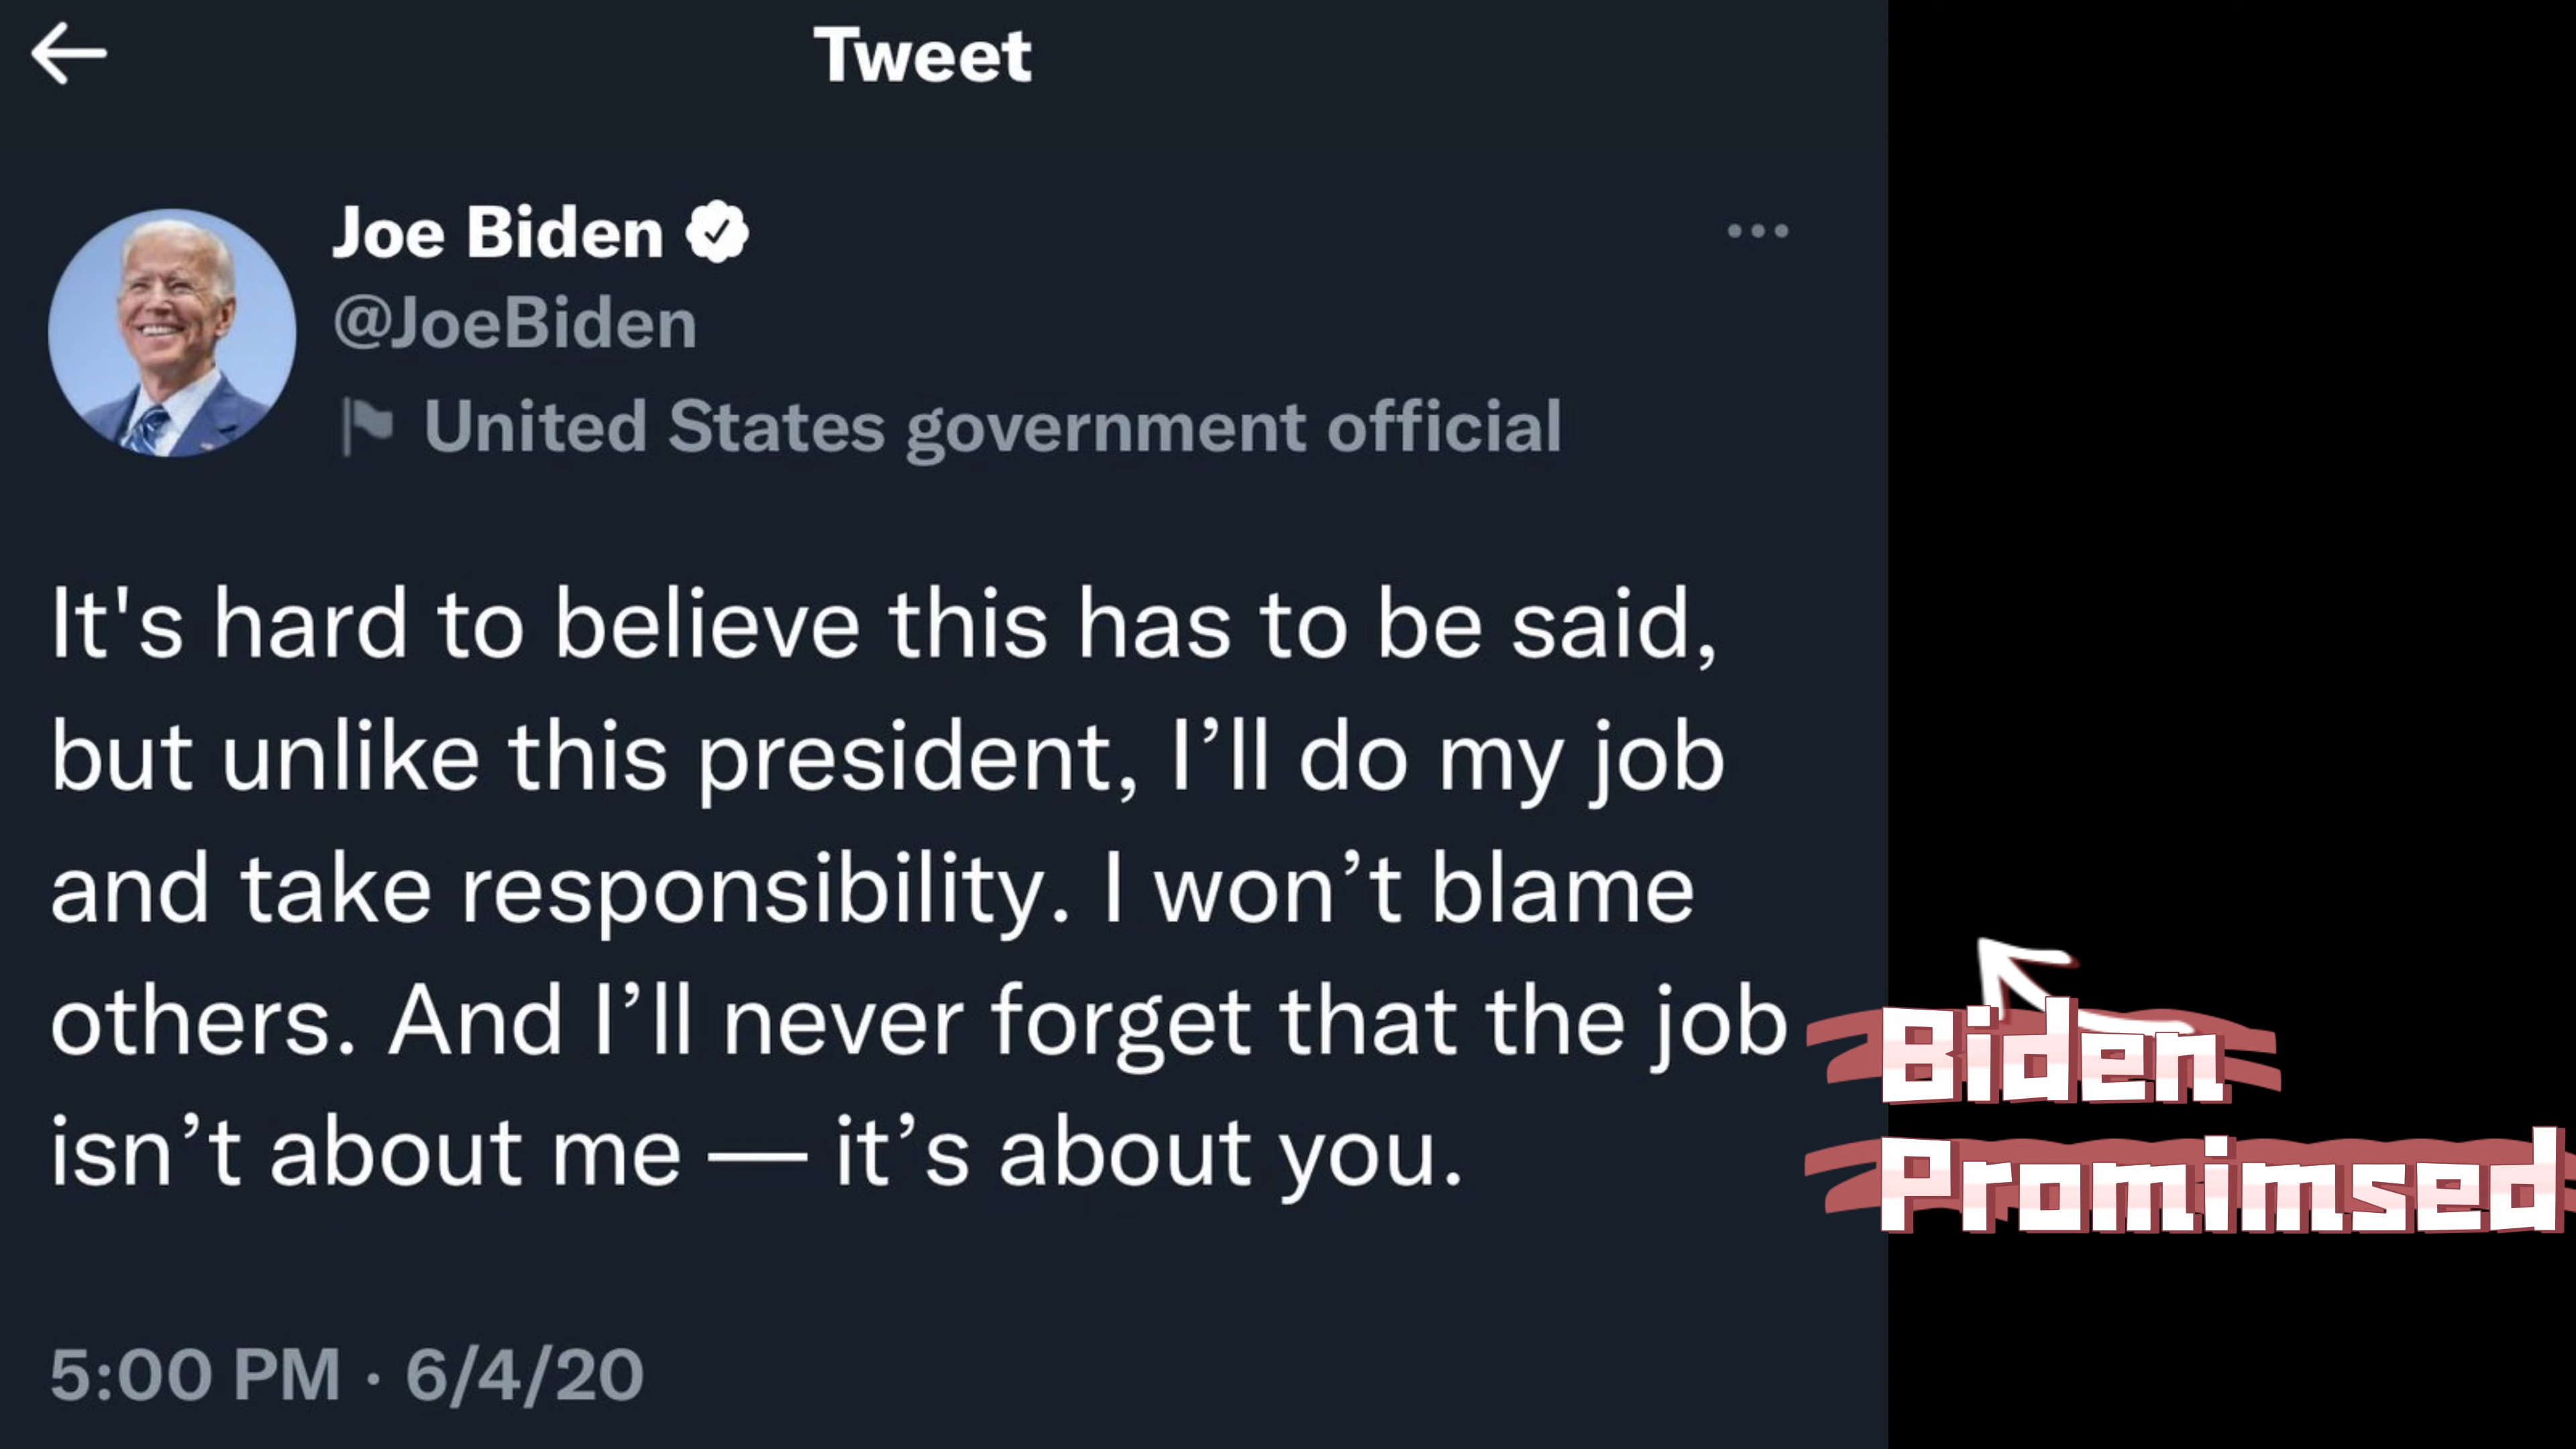 Tweet
Joe Biden
@JoeBiden
United States government official
It's hard to believe this has to be said,
but unlike this president, I’ll do my job
and take responsibility. I won’t blame
others. And I’ll never forget that the job
isn’t about me — it’s about you.
5:00 PM · 6/4/20
Biden
Promimsed